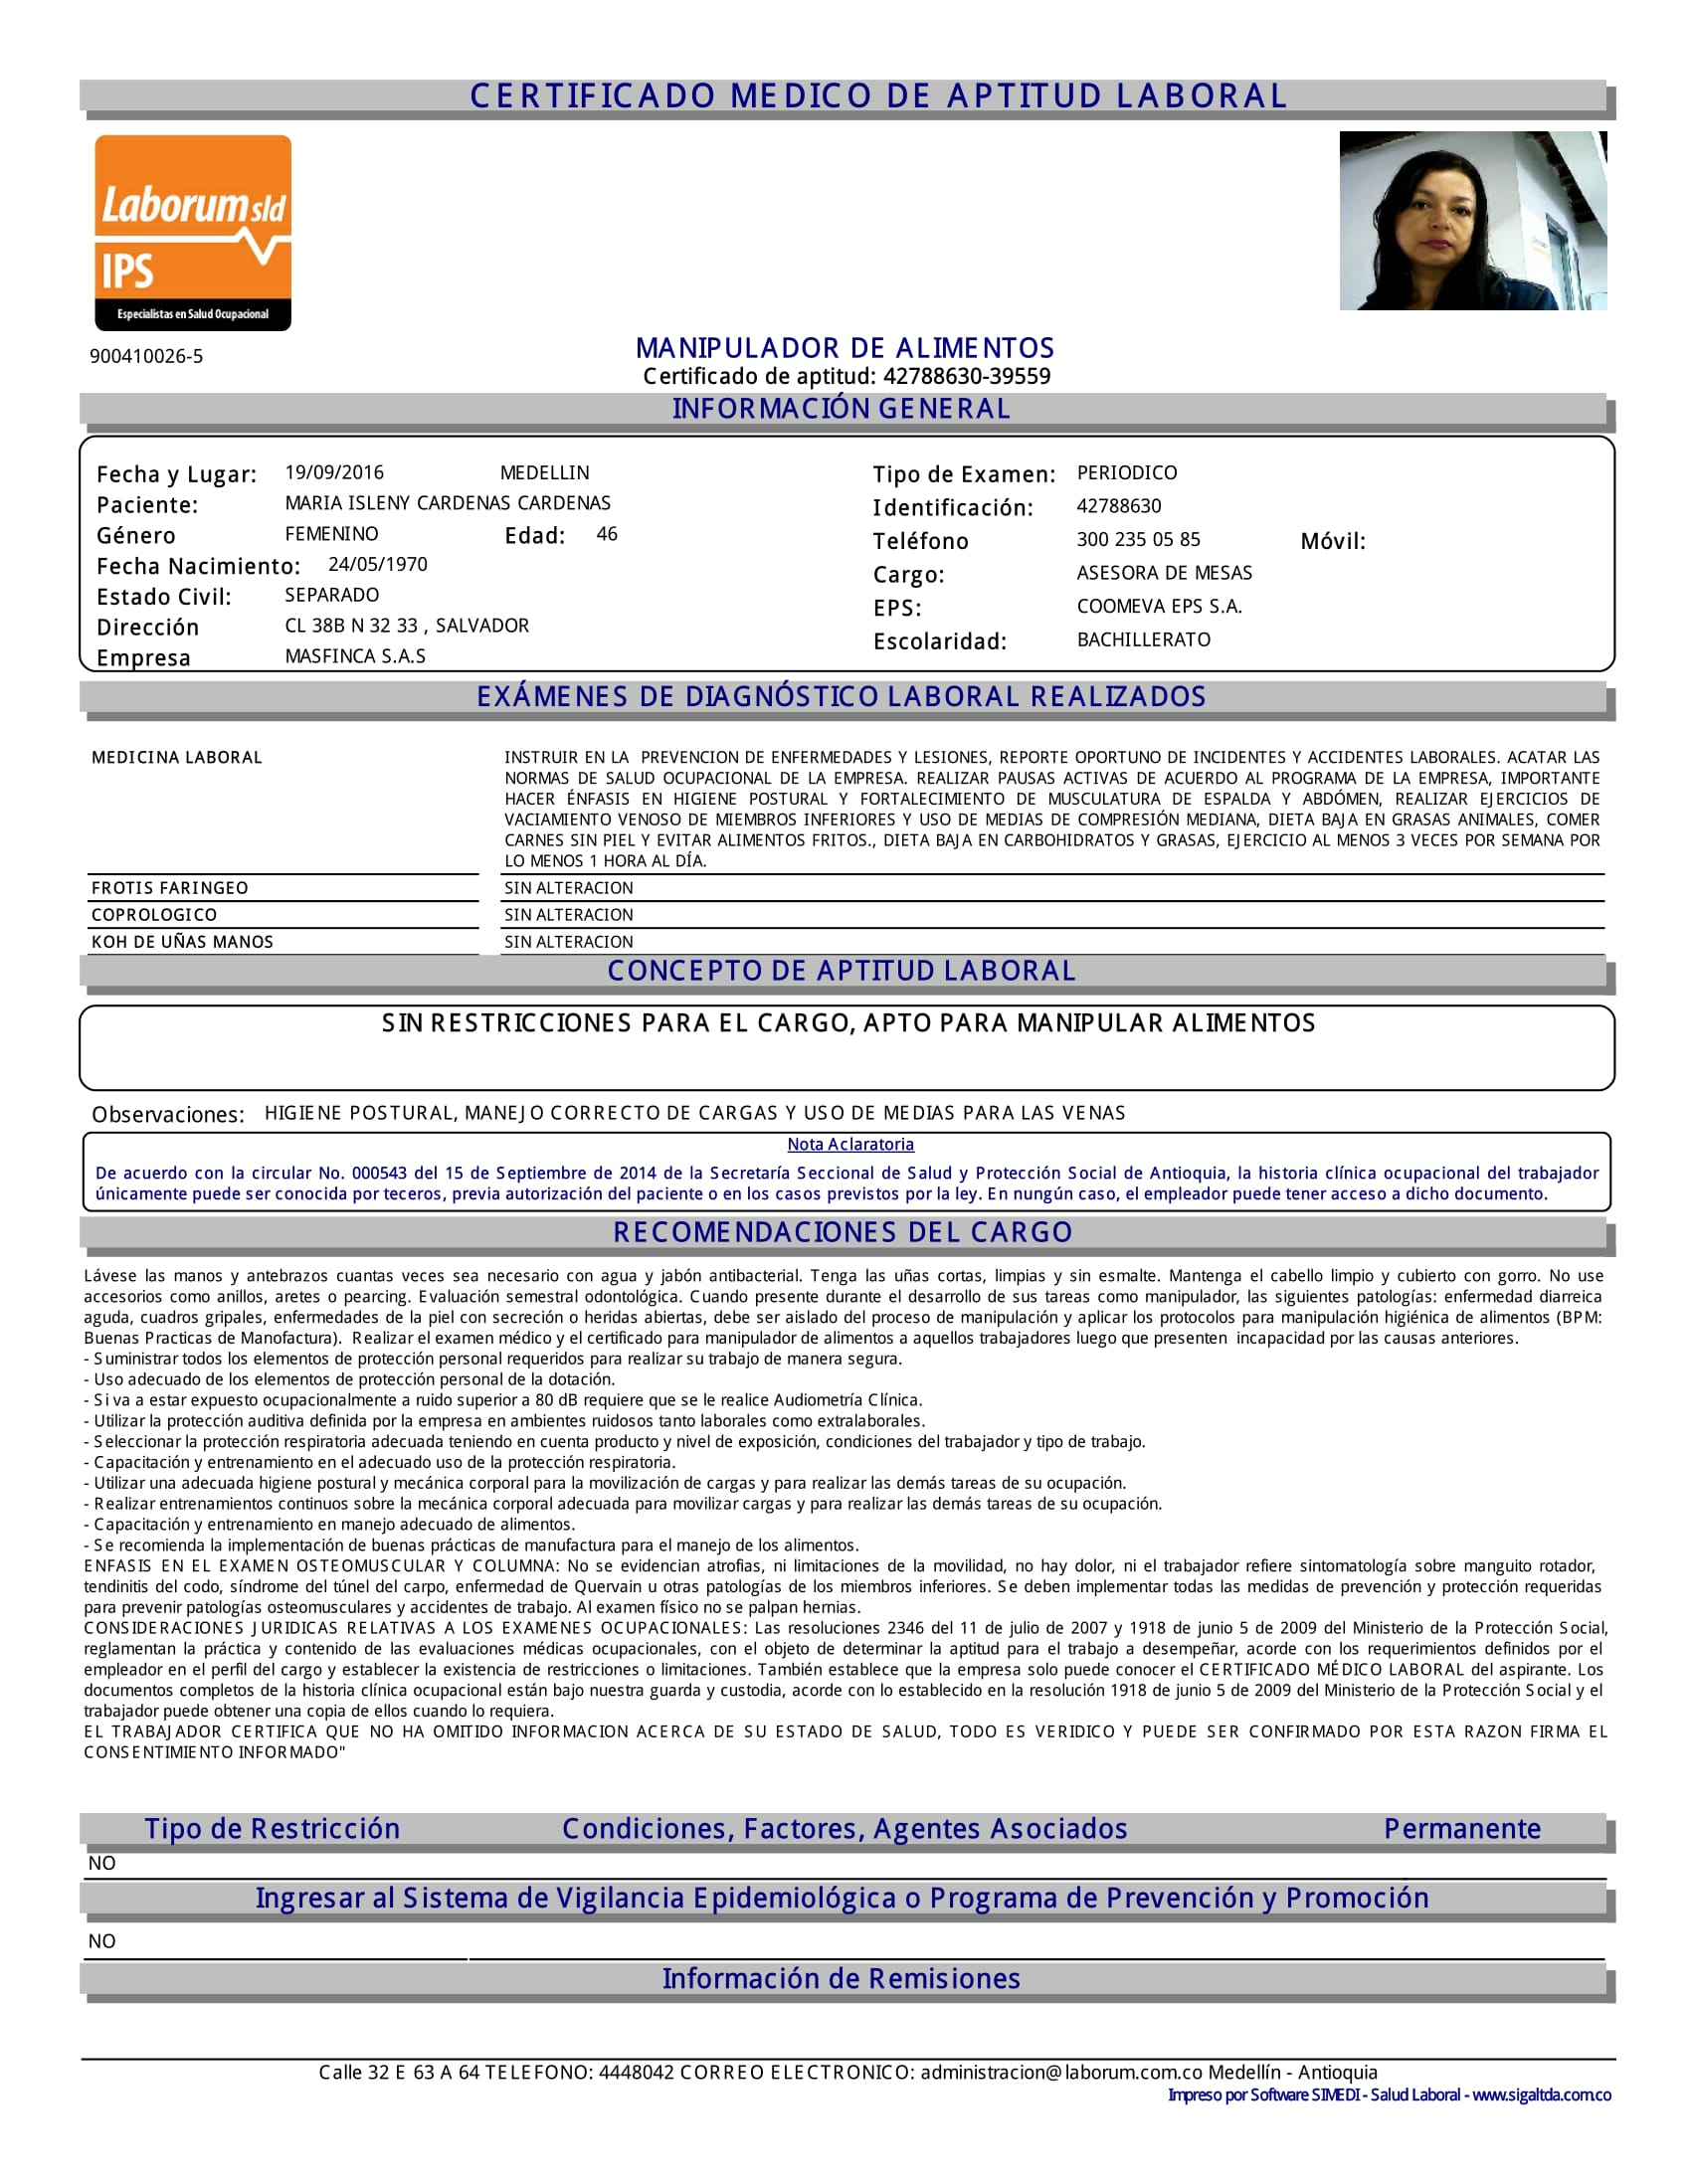 CERTIFICADO MEDICO DE APTITUD LABORAL
Laborum sld
IPS
Especialistas en Salud Ocupacional
900410026-5
MANIPULADOR DE ALIMENTOS
Certificado de aptitud: 42788630-39559
INFORMACIÓN GENERAL
Fecha y Lugar: 19/09/2016 MEDELLIN
Paciente: MARIA ISLENY CARDENAS CARDENAS
Género FEMENINO Edad: 46
Fecha Nacimiento: 24/05/1970
Estado Civil: SEPARADO
Dirección CL 38B N 32 33 , SALVADOR
Empresa MASFINCA S.A.S
Tipo de Examen: PERIODICO
Identificación: 42788630
Teléfono 300 235 05 85 Móvil:
Cargo: ASESORA DE MESAS
EPS: COOMEVA EPS S.A.
Escolaridad: BACHILLERATO
EXÁMENES DE DIAGNÓSTICO LABORAL REALIZADOS
MEDICINA LABORAL INSTRUIR EN LA PREVENCION DE ENFERMEDADES Y LESIONES, REPORTE OPORTUNO DE INCIDENTES Y ACCIDENTES LABORALES. ACATAR LAS
NORMAS DE SALUD OCUPACIONAL DE LA EMPRESA. REALIZAR PAUSAS ACTIVAS DE ACUERDO AL PROGRAMA DE LA EMPRESA, IMPORTANTE
HACER ÉNFASIS EN HIGIENE POSTURAL Y FORTALECIMIENTO DE MUSCULATURA DE ESPALDA Y ABDÓMEN, REALIZAR EJERCICIOS DE
VACIAMIENTO VENOSO DE MIEMBROS INFERIORES Y USO DE MEDIAS DE COMPRESIÓN MEDIANA, DIETA BAJA EN GRASAS ANIMALES, COMER
CARNES SIN PIEL Y EVITAR ALIMENTOS FRITOS., DIETA BAJA EN CARBOHIDRATOS Y GRASAS, EJERCICIO AL MENOS 3 VECES POR SEMANA POR
LO MENOS 1 HORA AL DÍA.
FROTIS FARINGEO SIN ALTERACION
COPROLOGICO SIN ALTERACION
KOH DE UÑAS MANOS SIN ALTERACION
CONCEPTO DE APTITUD LABORAL
SIN RESTRICCIONES PARA EL CARGO, APTO PARA MANIPULAR ALIMENTOS
Observaciones: HIGIENE POSTURAL, MANEJO CORRECTO DE CARGAS Y USO DE MEDIAS PARA LAS VENAS
Nota Aclaratoria
De acuerdo con la circular No. 000543 del 15 de Septiembre de 2014 de la Secretaría Seccional de Salud y Protección Social de Antioquia, la historia clínica ocupacional del trabajador
únicamente puede ser conocida por teceros, previa autorización del paciente o en los casos previstos por la ley. En nungún caso, el empleador puede tener acceso a dicho documento.
RECOMENDACIONES DEL CARGO
Lávese las manos y antebrazos cuantas veces sea necesario con agua y jabón antibacterial. Tenga las uñas cortas, limpias y sin esmalte. Mantenga el cabello limpio y cubierto con gorro. No use
accesorios como anillos, aretes o pearcing. Evaluación semestral odontológica. Cuando presente durante el desarrollo de sus tareas como manipulador, las siguientes patologías: enfermedad diarreica
aguda, cuadros gripales, enfermedades de la piel con secreción o heridas abiertas, debe ser aislado del proceso de manipulación y aplicar los protocolos para manipulación higiénica de alimentos (BPM:
Buenas Practicas de Manofactura). Realizar el examen médico y el certificado para manipulador de alimentos a aquellos trabajadores luego que presenten incapacidad por las causas anteriores.
- Suministrar todos los elementos de protección personal requeridos para realizar su trabajo de manera segura.
- Uso adecuado de los elementos de protección personal de la dotación.
- Si va a estar expuesto ocupacionalmente a ruido superior a 80 dB requiere que se le realice Audiometría Clínica.
- Utilizar la protección auditiva definida por la empresa en ambientes ruidosos tanto laborales como extralaborales.
- Seleccionar la protección respiratoria adecuada teniendo en cuenta producto y nivel de exposición, condiciones del trabajador y tipo de trabajo.
- Capacitación y entrenamiento en el adecuado uso de la protección respiratoria.
- Utilizar una adecuada higiene postural y mecánica corporal para la movilización de cargas y para realizar las demás tareas de su ocupación.
- Realizar entrenamientos continuos sobre la mecánica corporal adecuada para movilizar cargas y para realizar las demás tareas de su ocupación.
- Capacitación y entrenamiento en manejo adecuado de alimentos.
- Se recomienda la implementación de buenas prácticas de manufactura para el manejo de los alimentos.
ENFASIS EN EL EXAMEN OSTEOMUSCULAR Y COLUMNA: No se evidencian atrofias, ni limitaciones de la movilidad, no hay dolor, ni el trabajador refiere sintomatología sobre manguito rotador,
tendinitis del codo, síndrome del túnel del carpo, enfermedad de Quervain u otras patologías de los miembros inferiores. Se deben implementar todas las medidas de prevención y protección requeridas
para prevenir patologías osteomusculares y accidentes de trabajo. Al examen físico no se palpan hernias.
CONSIDERACIONES JURIDICAS RELATIVAS A LOS EXAMENES OCUPACIONALES: Las resoluciones 2346 del 11 de julio de 2007 y 1918 de junio 5 de 2009 del Ministerio de la Protección Social,
reglamentan la práctica y contenido de las evaluaciones médicas ocupacionales, con el objeto de determinar la aptitud para el trabajo a desempeñar, acorde con los requerimientos definidos por el
empleador en el perfil del cargo y establecer la existencia de restricciones o limitaciones. También establece que la empresa solo puede conocer el CERTIFICADO MÉDICO LABORAL del aspirante. Los
documentos completos de la historia clínica ocupacional están bajo nuestra guarda y custodia, acorde con lo establecido en la resolución 1918 de junio 5 de 2009 del Ministerio de la Protección Social y el
trabajador puede obtener una copia de ellos cuando lo requiera.
EL TRABAJADOR CERTIFICA QUE NO HA OMITIDO INFORMACION ACERCA DE SU ESTADO DE SALUD, TODO ES VERIDICO Y PUEDE SER CONFIRMADO POR ESTA RAZON FIRMA EL
CONSENTIMIENTO INFORMADO"
Tipo de Restricción Condiciones, Factores, Agentes Asociados Permanente
NO
Ingresar al Sistema de Vigilancia Epidemiológica o Programa de Prevención y Promoción
NO
Información de Remisiones
Calle 32 E 63 A 64 TELEFONO: 4448042 CORREO ELECTRONICO: administracion@laborum.com.co Medellín - Antioquia
Impreso por Software SIMEDI - Salud Laboral - www.sigaltda.com.co